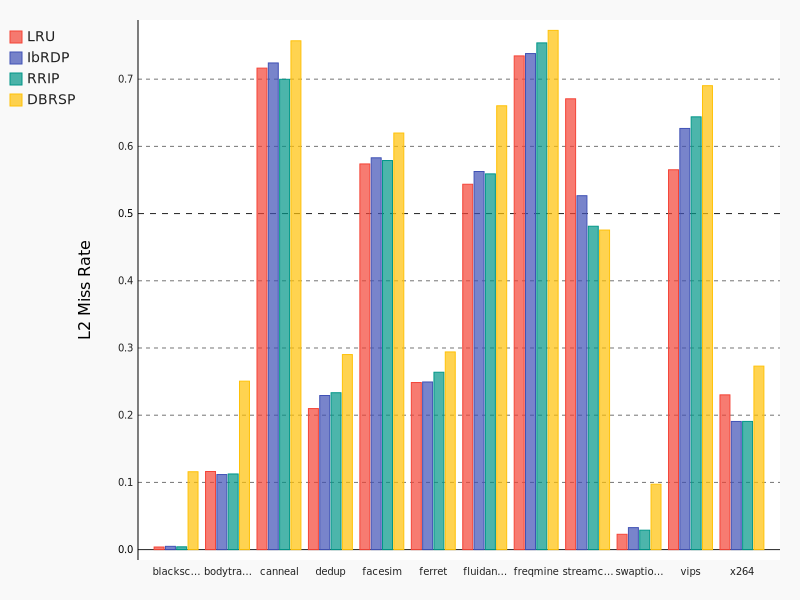 LRU
IbRDP
RRIP
DBRSP
L2 Miss Rate
0.7
0.6
0.5
0.4
0.3
0.2
0.1
0.0
blacksc… bodytra… canneal dedup facesim ferret fluidan… freqmine streamc… swaptio… vips x264